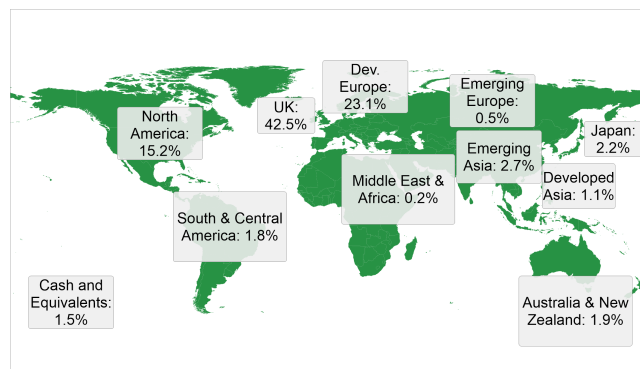 Dev.
Europe:
23.1%
Emerging
Europe:
0.5%
UK:
42.5%
North
America:
15.2%
Japan:
2.2%
Emerging
Asia: 2.7%
Middle East &
Africa: 0.2%
Developed
Asia: 1.1%
South & Central
America: 1.8%
Cash and
Equivalents:
1.5%
Australia & New
Zealand: 1.9%